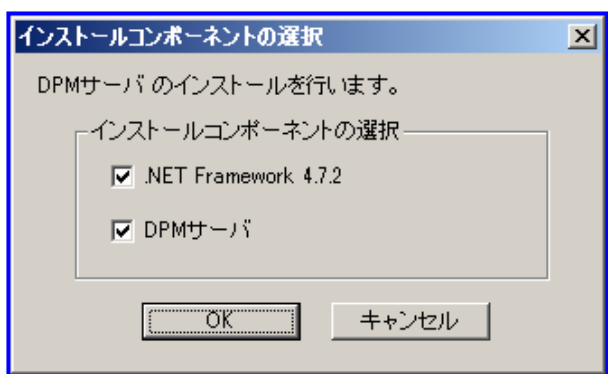 インストールコンポーネントの選択
DPMサーバ のインストールを行います。
インストールコンポーネントの選択
.NET Framework 4.7.2
DPMサーバ
OK
キャンセル